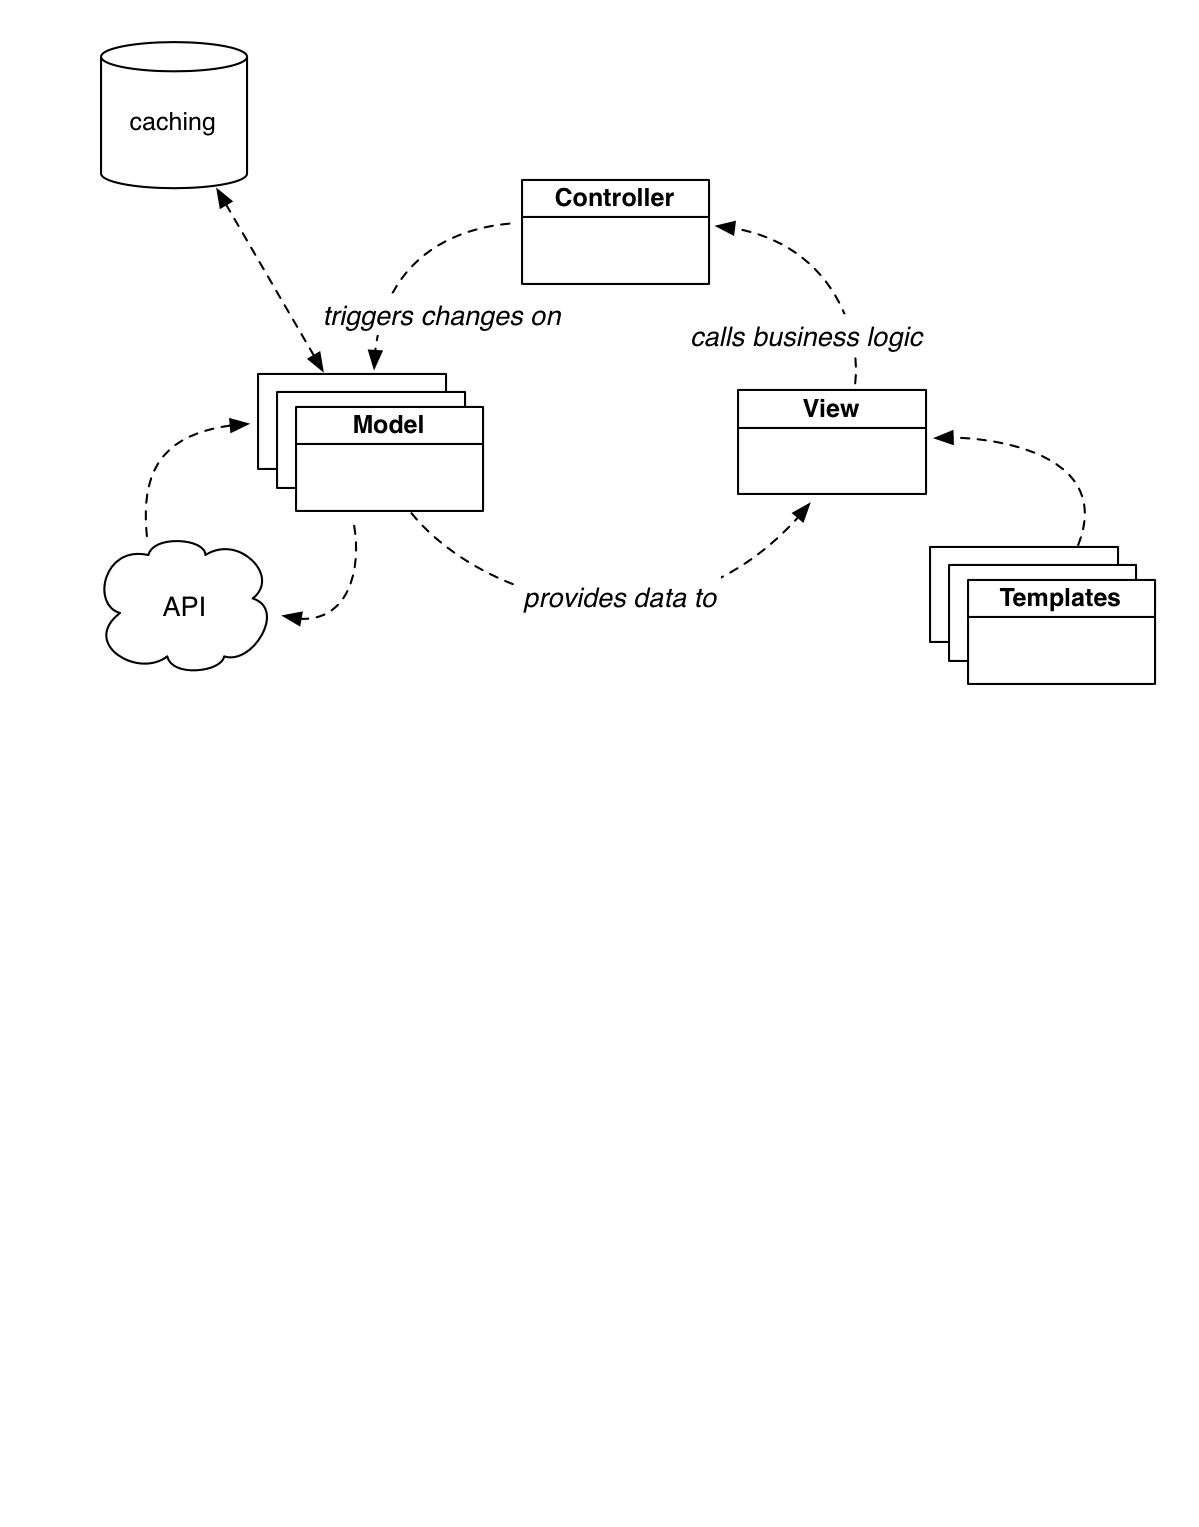 caching
Controller
triggers changes on
calls business logic
View
Model
provides data to
API
Templates